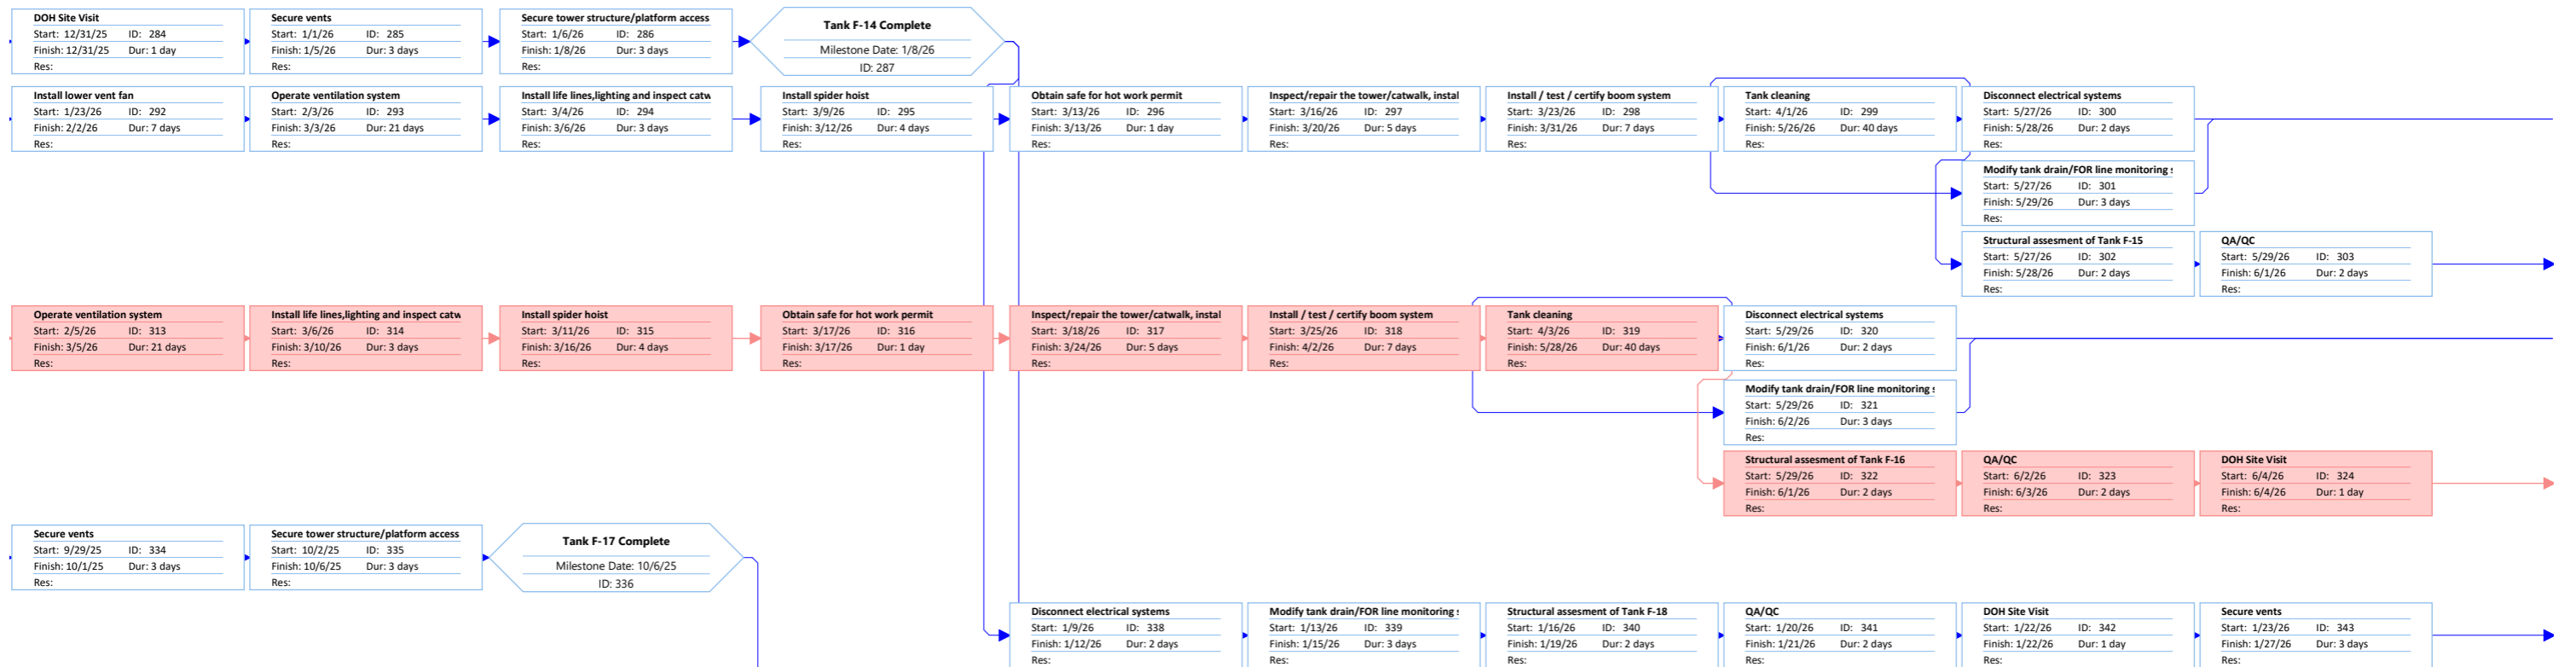 DOH Site Visit
Start: 12/31/25 ID: 284
Finish: 12/31/25 Dur: 1 day
Res:
Secure vents
Start: 1/1/26 ID: 285
Finish: 1/5/26 Dur: 3 days
Res:
Secure tower structure/platform access
Start: 1/6/26 ID: 286
Finish: 1/8/26 Dur: 3 days
Res:
Tank F-14 Complete
Milestone Date: 1/8/26
ID: 287
Install lower vent fan
Start: 1/23/26 ID: 292
Finish: 2/2/26 Dur: 7 days
Res:
Operate ventilation system
Start: 2/3/26 ID: 293
Finish: 3/3/26 Dur: 21 days
Res:
Install life lines,lighting and inspect catw
Start: 3/4/26 ID: 294
Finish: 3/6/26 Dur: 3 days
Res:
Install spider hoist
Start: 3/9/26 ID: 295
Finish: 3/12/26 Dur: 4 days
Res:
Obtain safe for hot work permit
Start: 3/13/26 ID: 296
Finish: 3/13/26 Dur: 1 day
Res:
Inspect/repair the tower/catwalk, instal
Start: 3/16/26 ID: 297
Finish: 3/20/26 Dur: 5 days
Res:
Install / test / certify boom system
Start: 3/23/26 ID: 298
Finish: 3/31/26 Dur: 7 days
Res:
Tank cleaning
Start: 4/1/26 ID: 299
Finish: 5/26/26 Dur: 40 days
Res:
Disconnect electrical systems
Start: 5/27/26 ID: 300
Finish: 5/28/26 Dur: 2 days
Res:
Modify tank drain/FOR line monitoring s
Start: 5/27/26 ID: 301
Finish: 5/29/26 Dur: 3 days
Res:
Structural assesment of Tank F-15
Start: 5/27/26 ID: 302
Finish: 5/28/26 Dur: 2 days
Res:
QA/QC
Start: 5/29/26 ID: 303
Finish: 6/1/26 Dur: 2 days
Res:
Operate ventilation system
Start: 2/5/26 ID: 313
Finish: 3/5/26 Dur: 21 days
Res:
Install life lines,lighting and inspect catw
Start: 3/6/26 ID: 314
Finish: 3/10/26 Dur: 3 days
Res:
Install spider hoist
Start: 3/11/26 ID: 315
Finish: 3/16/26 Dur: 4 days
Res:
Obtain safe for hot work permit
Start: 3/17/26 ID: 316
Finish: 3/17/26 Dur: 1 day
Res:
Inspect/repair the tower/catwalk, instal
Start: 3/18/26 ID: 317
Finish: 3/24/26 Dur: 5 days
Res:
Install / test / certify boom system
Start: 3/25/26 ID: 318
Finish: 4/2/26 Dur: 7 days
Res:
Tank cleaning
Start: 4/3/26 ID: 319
Finish: 5/28/26 Dur: 40 days
Res:
Disconnect electrical systems
Start: 5/29/26 ID: 320
Finish: 6/1/26 Dur: 2 days
Res:
Modify tank drain/FOR line monitoring s
Start: 5/29/26 ID: 321
Finish: 6/2/26 Dur: 3 days
Res:
Structural assesment of Tank F-16
Start: 5/29/26 ID: 322
Finish: 6/1/26 Dur: 2 days
Res:
QA/QC
Start: 6/2/26 ID: 323
Finish: 6/3/26 Dur: 2 days
Res:
DOH Site Visit
Start: 6/4/26 ID: 324
Finish: 6/4/26 Dur: 1 day
Res:
Secure vents
Start: 9/29/25 ID: 334
Finish: 10/1/25 Dur: 3 days
Res:
Secure tower structure/platform access
Start: 10/2/25 ID: 335
Finish: 10/6/25 Dur: 3 days
Res:
Tank F-17 Complete
Milestone Date: 10/6/25
ID: 336
Disconnect electrical systems
Start: 1/9/26 ID: 338
Finish: 1/12/26 Dur: 2 days
Res:
Modify tank drain/FOR line monitoring s
Start: 1/13/26 ID: 339
Finish: 1/15/26 Dur: 3 days
Res:
Structural assesment of Tank F-18
Start: 1/16/26 ID: 340
Finish: 1/19/26 Dur: 2 days
Res:
QA/QC
Start: 1/20/26 ID: 341
Finish: 1/21/26 Dur: 2 days
Res:
DOH Site Visit
Start: 1/22/26 ID: 342
Finish: 1/22/26 Dur: 1 day
Res:
Secure vents
Start: 1/23/26 ID: 343
Finish: 1/27/26 Dur: 3 days
Res: